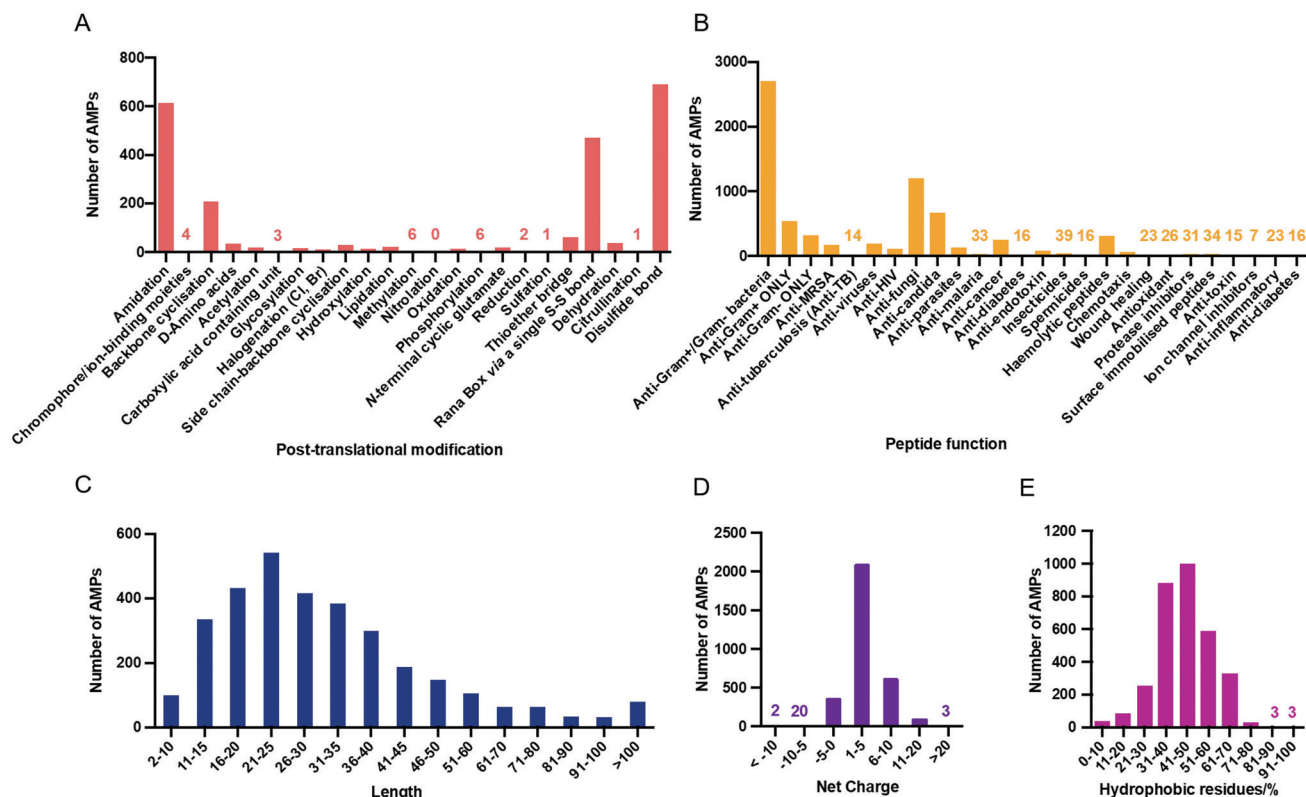 A
Number of AMPs
800
600
400
200
0
4
3
6
0
6
2
1
1
Amidation
Chromophore/ion-binding moieties
Backbone cyclisation
D-Amino acids
Acetylation
Carboxylic acid containing unit
Glycosylation
Halogenation (Cl, Br)
Side chain-backbone cyclisation
Hydroxylation
Lipidation
Methylation
Nitrolation
Oxidation
Phosphorylation
N-terminal cyclic glutamate
Reduction
Sulfation
Thioether bridge
Rana Box via a single S-S bond
Dehydration
Citrulination
Disulfide bond
Post-translational modification
B
Number of AMPs
3000
2000
1000
0
14
33
16
39
16
23
26
31
34
15
7
23
16
Anti-Gram+/Gram- bacteria
Anti-Gram+ ONLY
Anti-Gram- ONLY
Anti-MRSA
Anti-tuberculosis (Anti-TB)
Anti-viruses
Anti-HIV
Anti-fungi
Anti-candida
Anti-parasites
Anti-malaria
Anti-cancer
Anti-diabetes
Anti-endotoxin
Insecticides
Spemicides
Haemolytic peptides
Chemotaxis
Wound healing
Antioxidant
Protease inhibitors
Surface immobilised peptides
Anti-toxin
Ion channel inhibitors
Anti-inflammatory
Anti-diabetes
Peptide function
C
Number of AMPs
600
400
200
0
2-10
11-15
16-20
21-25
26-30
31-35
36-40
41-45
46-50
51-60
61-70
71-80
81-90
91-100
>100
Length
D
Number of AMPs
2500
2000
1500
1000
500
0
2
20
3
< -10
-10-5
-5-0
1-5
6-10
11-20
>20
Net Charge
E
Number of AMPs
1200
1000
800
600
400
200
0
3
3
0-10
11-20
21-30
31-40
41-50
51-60
61-70
71-80
81-90
91-100
Hydrophobic residues/%